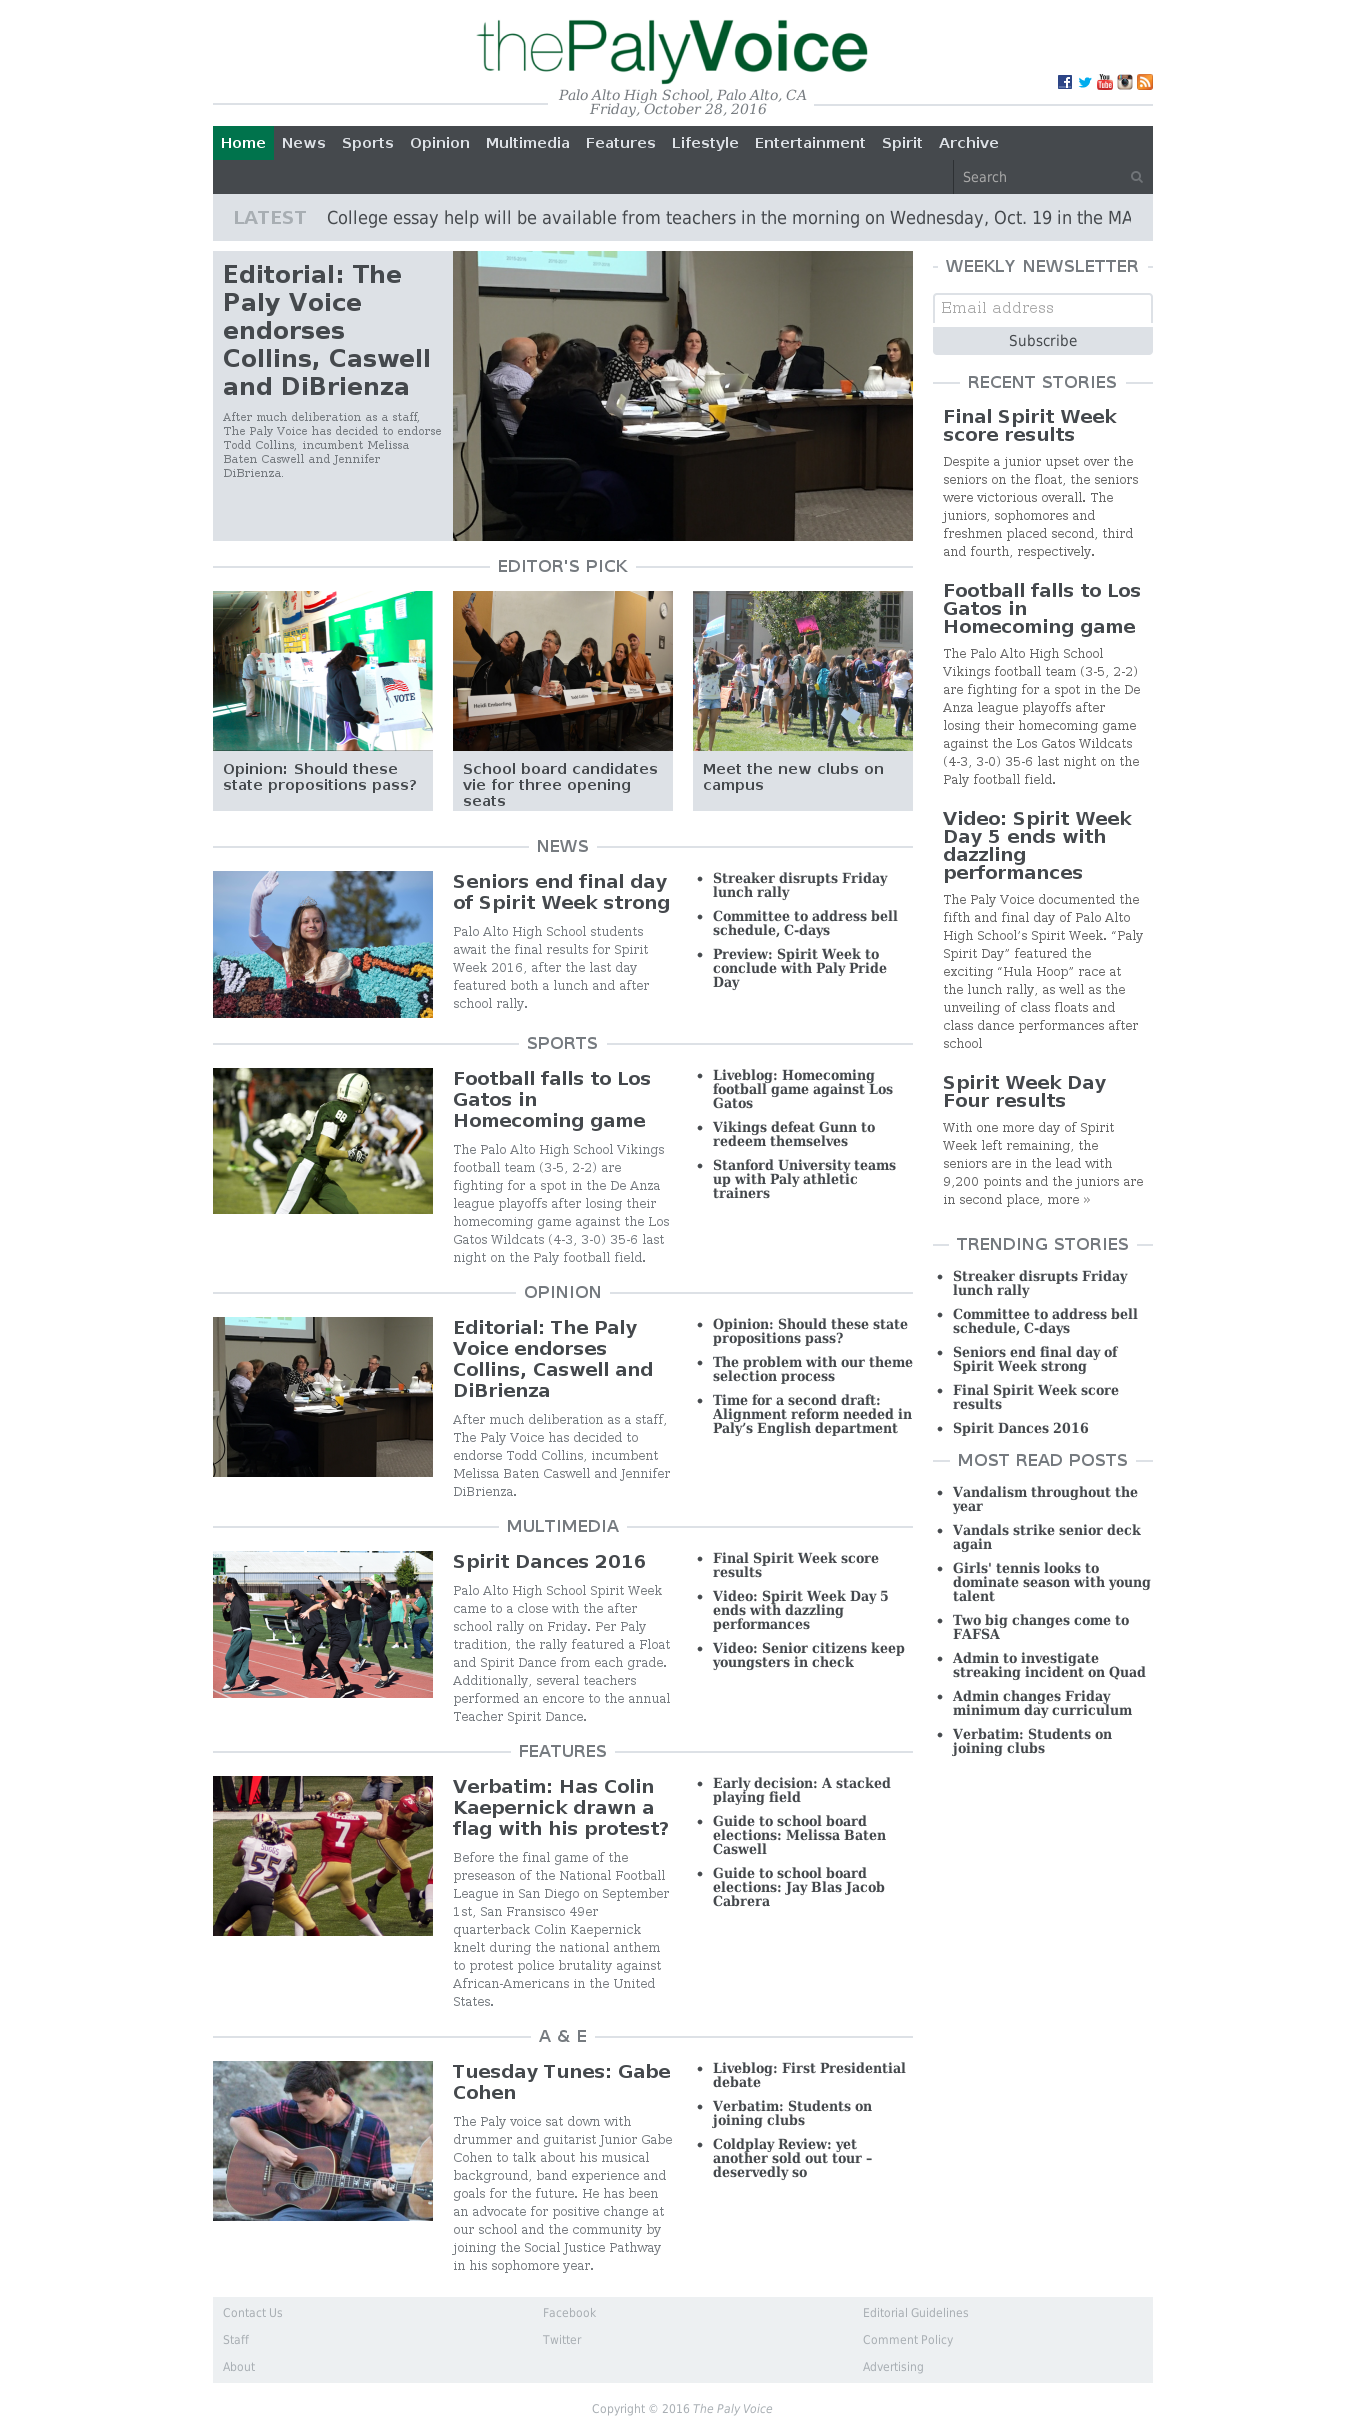 thePalyVoice
Palo Alto High School, Palo Alto, CA
Friday, October 28, 2016
Home News Sports Opinion Multimedia Features Lifestyle Entertainment Spirit Archive
Search
LATEST College essay help will be available from teachers in the morning on Wednesday, Oct. 19 in the MA
Editorial: The
Paly Voice
endorses
Collins, Caswell
and DiBrienza
After much deliberation as a staff,
The Paly Voice has decided to endorse
Todd Collins, incumbent Melissa
Baten Caswell and Jennifer
DiBrienza.
EDITOR'S PICK
VOTE
Heidi Emberling
Todd Collins
Opinion: Should these
state propositions pass?
School board candidates
vie for three opening
seats
Meet the new clubs on
campus
NEWS
Seniors end final day
of Spirit Week strong
Palo Alto High School students
await the final results for Spirit
Week 2016, after the last day
featured both a lunch and after
school rally.
• Streaker disrupts Friday
lunch rally
• Committee to address bell
schedule, C-days
• Preview: Spirit Week to
conclude with Paly Pride
Day
SPORTS
88
Football falls to Los
Gatos in
Homecoming game
The Palo Alto High School Vikings
football team (3-5, 2-2) are
fighting for a spot in the De Anza
league playoffs after losing their
homecoming game against the Los
Gatos Wildcats (4-3, 3-0) 35-6 last
night on the Paly football field.
• Liveblog: Homecoming
football game against Los
Gatos
• Vikings defeat Gunn to
redeem themselves
• Stanford University teams
up with Paly athletic
trainers
OPINION
Editorial: The Paly
Voice endorses
Collins, Caswell and
DiBrienza
After much deliberation as a staff,
The Paly Voice has decided to
endorse Todd Collins, incumbent
Melissa Baten Caswell and Jennifer
DiBrienza.
• Opinion: Should these state
propositions pass?
• The problem with our theme
selection process
• Time for a second draft:
Alignment reform needed in
Paly’s English department
MULTIMEDIA
Spirit Dances 2016
Palo Alto High School Spirit Week
came to a close with the after
school rally on Friday. Per Paly
tradition, the rally featured a Float
and Spirit Dance from each grade.
Additionally, several teachers
performed an encore to the annual
Teacher Spirit Dance.
• Final Spirit Week score
results
• Video: Spirit Week Day 5
ends with dazzling
performances
• Video: Senior citizens keep
youngsters in check
FEATURES
7
SUGGS
55
Verbatim: Has Colin
Kaepernick drawn a
flag with his protest?
Before the final game of the
preseason of the National Football
League in San Diego on September
1st, San Fransisco 49er
quarterback Colin Kaepernick
knelt during the national anthem
to protest police brutality against
African-Americans in the United
States.
• Early decision: A stacked
playing field
• Guide to school board
elections: Melissa Baten
Caswell
• Guide to school board
elections: Jay Blas Jacob
Cabrera
A & E
Tuesday Tunes: Gabe
Cohen
The Paly voice sat down with
drummer and guitarist Junior Gabe
Cohen to talk about his musical
background, band experience and
goals for the future. He has been
an advocate for positive change at
our school and the community by
joining the Social Justice Pathway
in his sophomore year.
• Liveblog: First Presidential
debate
• Verbatim: Students on
joining clubs
• Coldplay Review: yet
another sold out tour –
deservedly so
WEEKLY NEWSLETTER
Email address
Subscribe
RECENT STORIES
Final Spirit Week
score results
Despite a junior upset over the
seniors on the float, the seniors
were victorious overall. The
juniors, sophomores and
freshmen placed second, third
and fourth, respectively.
Football falls to Los
Gatos in
Homecoming game
The Palo Alto High School
Vikings football team (3-5, 2-2)
are fighting for a spot in the De
Anza league playoffs after
losing their homecoming game
against the Los Gatos Wildcats
(4-3, 3-0) 35-6 last night on the
Paly football field.
Video: Spirit Week
Day 5 ends with
dazzling
performances
The Paly Voice documented the
fifth and final day of Palo Alto
High School’s Spirit Week. “Paly
Spirit Day” featured the
exciting “Hula Hoop” race at
the lunch rally, as well as the
unveiling of class floats and
class dance performances after
school
Spirit Week Day
Four results
With one more day of Spirit
Week left remaining, the
seniors are in the lead with
9,200 points and the juniors are
in second place, more »
TRENDING STORIES
• Streaker disrupts Friday
lunch rally
• Committee to address bell
schedule, C-days
• Seniors end final day of
Spirit Week strong
• Final Spirit Week score
results
• Spirit Dances 2016
MOST READ POSTS
• Vandalism throughout the
year
• Vandals strike senior deck
again
• Girls' tennis looks to
dominate season with young
talent
• Two big changes come to
FAFSA
• Admin to investigate
streaking incident on Quad
• Admin changes Friday
minimum day curriculum
• Verbatim: Students on
joining clubs
Contact Us
Staff
About
Facebook
Twitter
Editorial Guidelines
Comment Policy
Advertising
Copyright © 2016 The Paly Voice